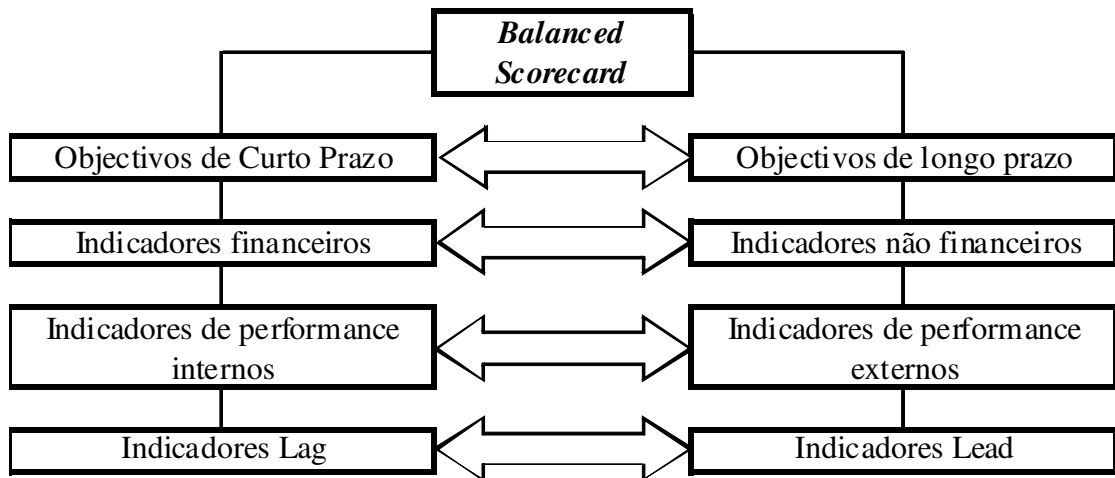 Balanced
Scorecard
Objectivos de Curto Prazo
Objectivos de longo prazo
Indicadores financeiros
Indicadores não financeiros
Indicadores de performance
internos
Indicadores de performance
externos
Indicadores Lag
Indicadores Lead